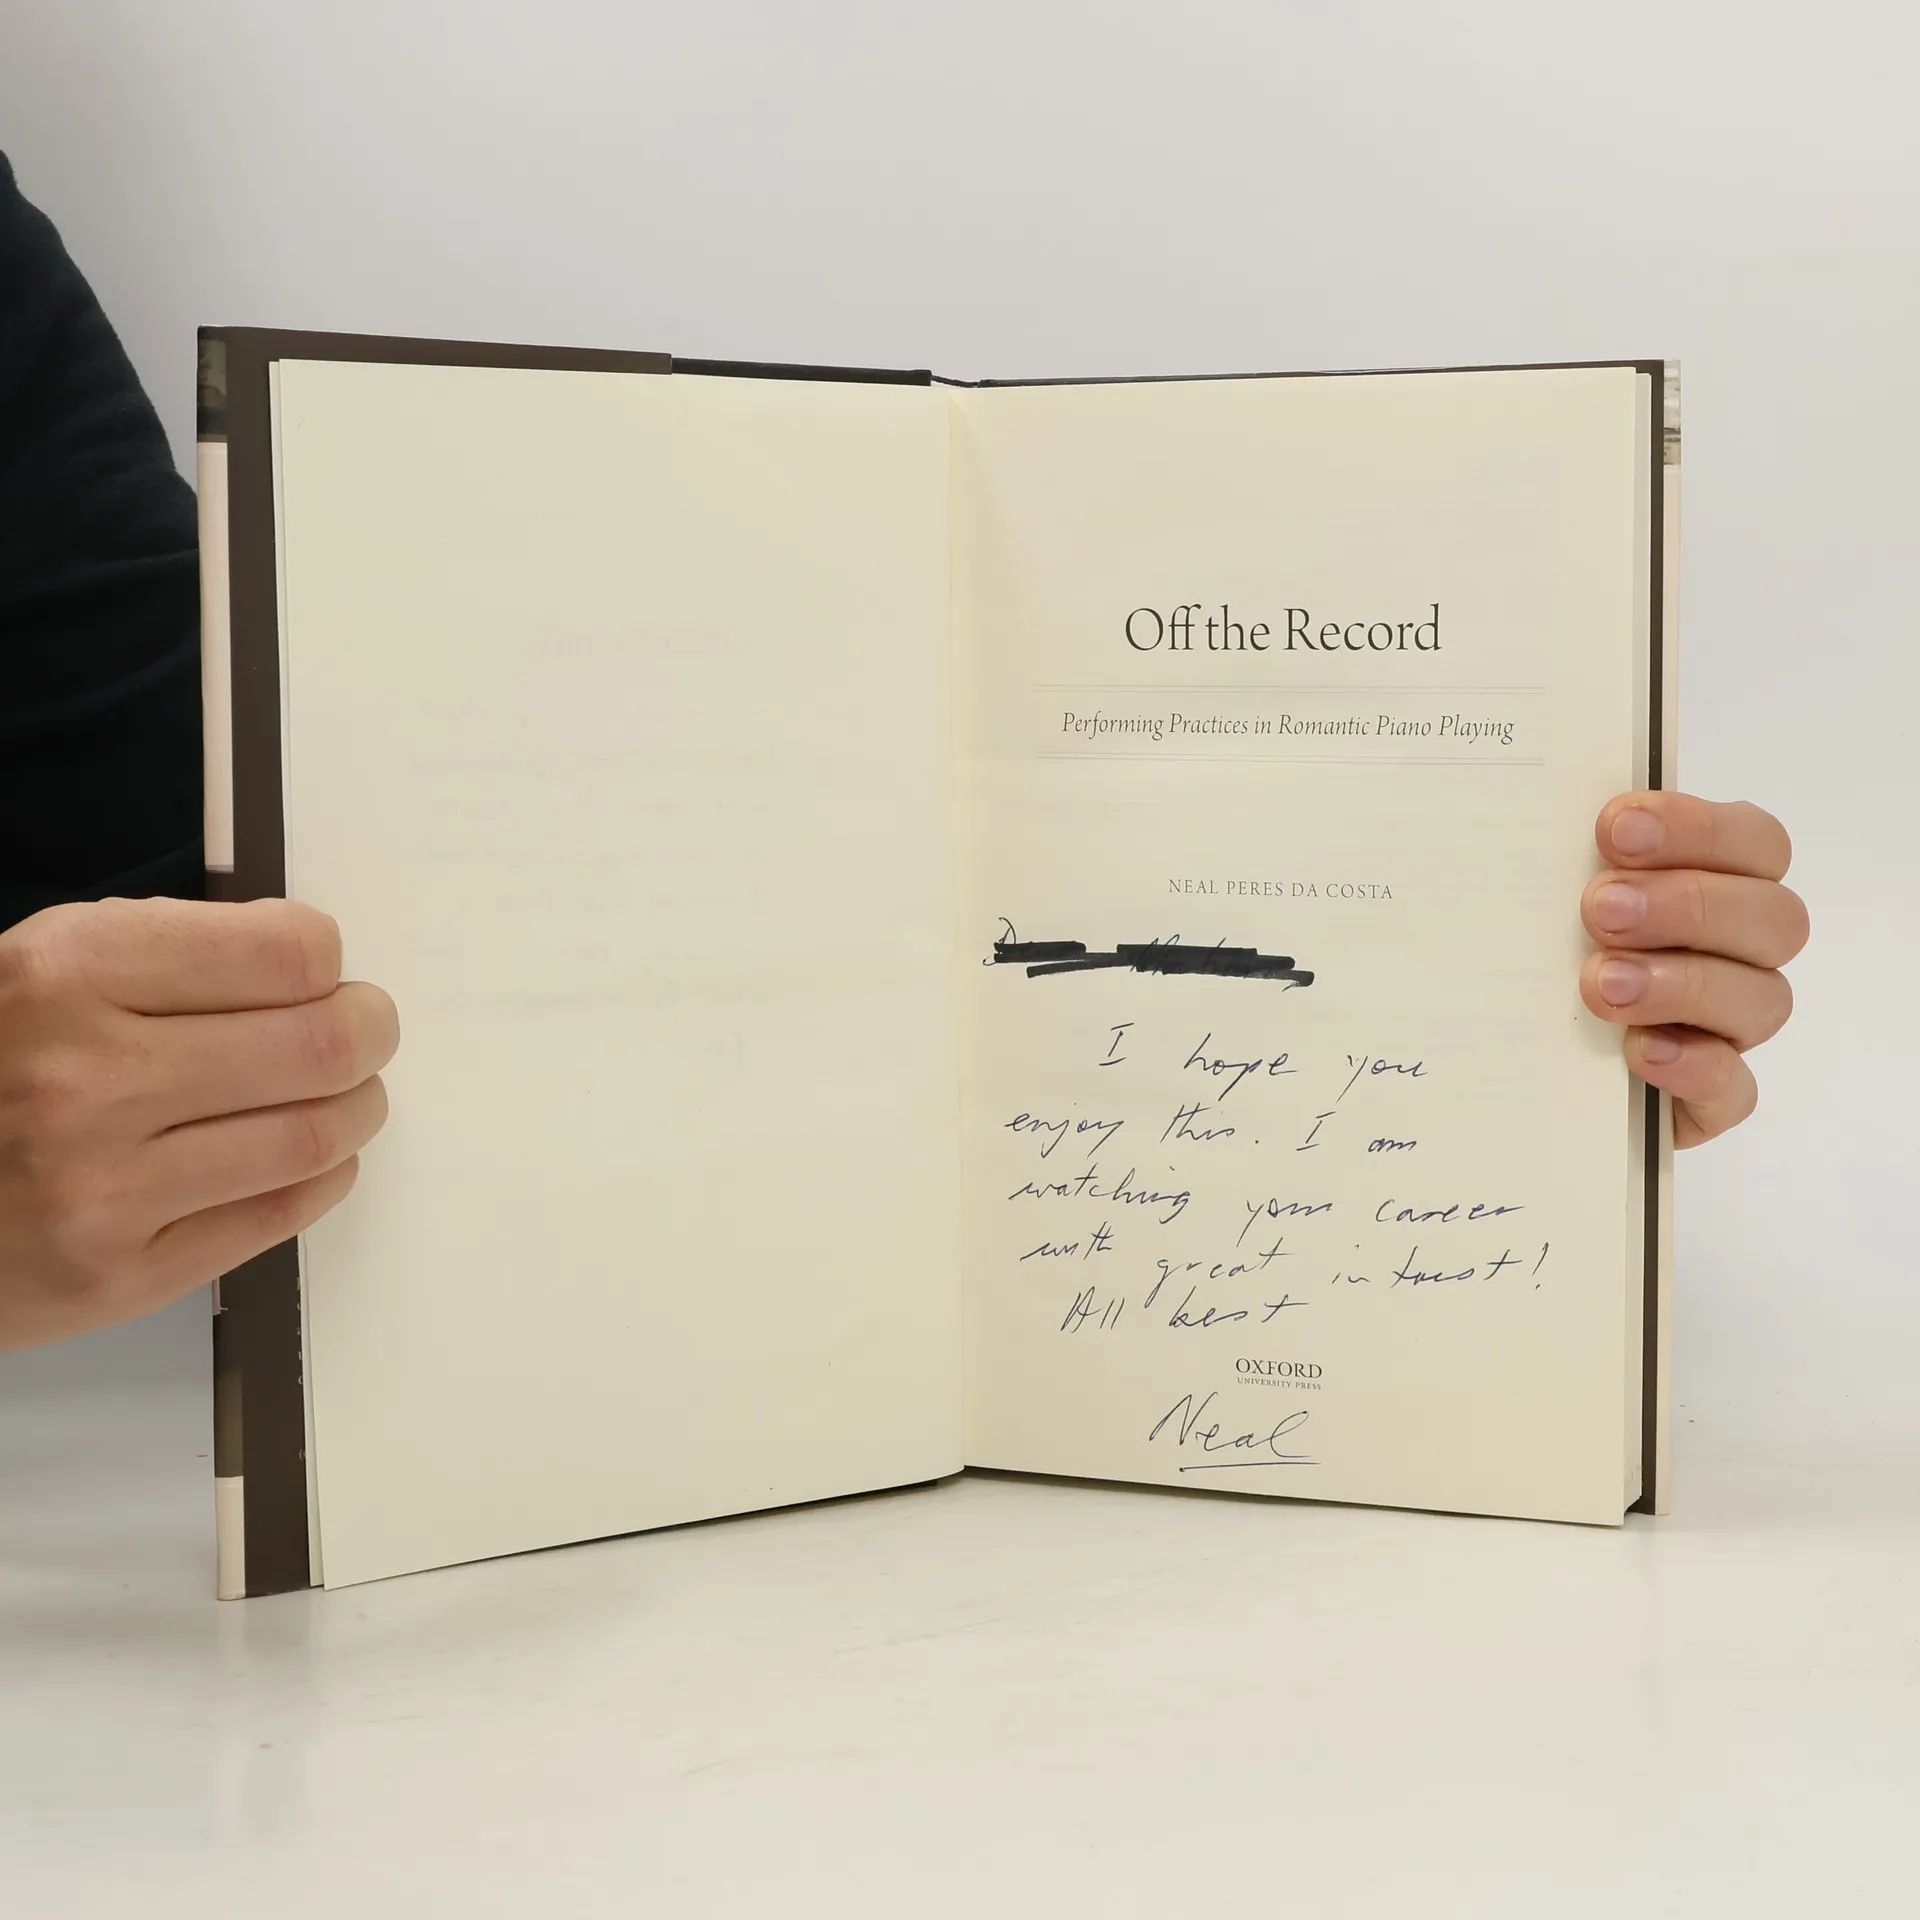 Off the Record
Performing Practices in Romantic Piano Playing
NEAL PERES DA COSTA
I hope you
enjoy this. I am
watching your career
with great intrest!
All best
OXFORD
UNIVERSITY PRESS
Neal